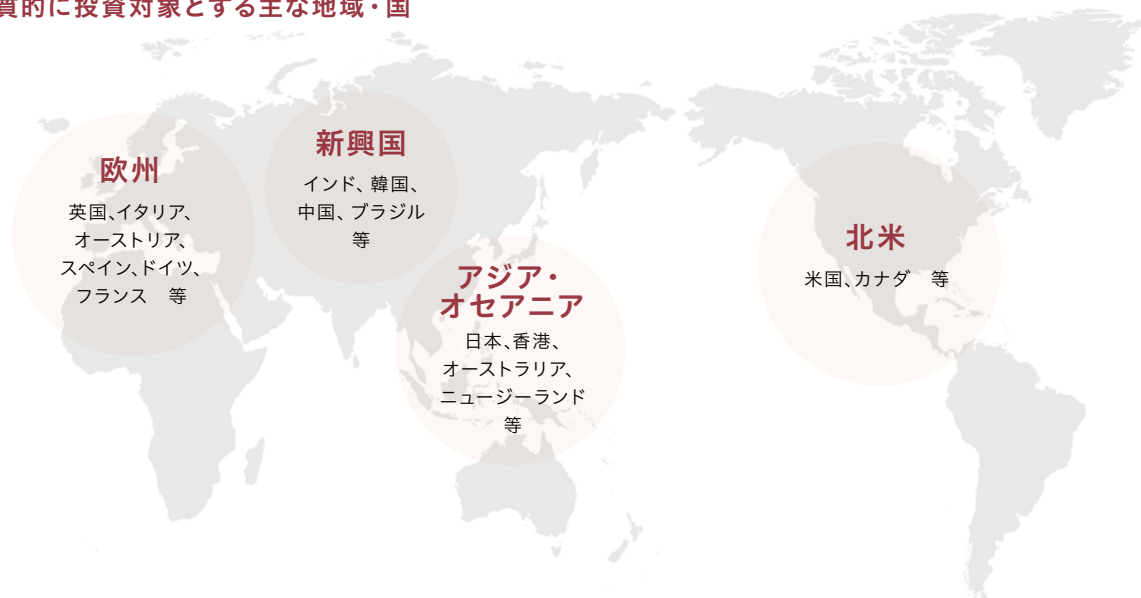 質的に投資対象とする主な地域・国
欧州
英国、イタリア、
オーストリア、
スペイン、ドイツ、
フランス　等
新興国
インド、韓国、
中国、ブラジル
等
アジア・
オセアニア
日本、香港、
オーストラリア、
ニュージーランド
等
北米
米国、カナダ　等